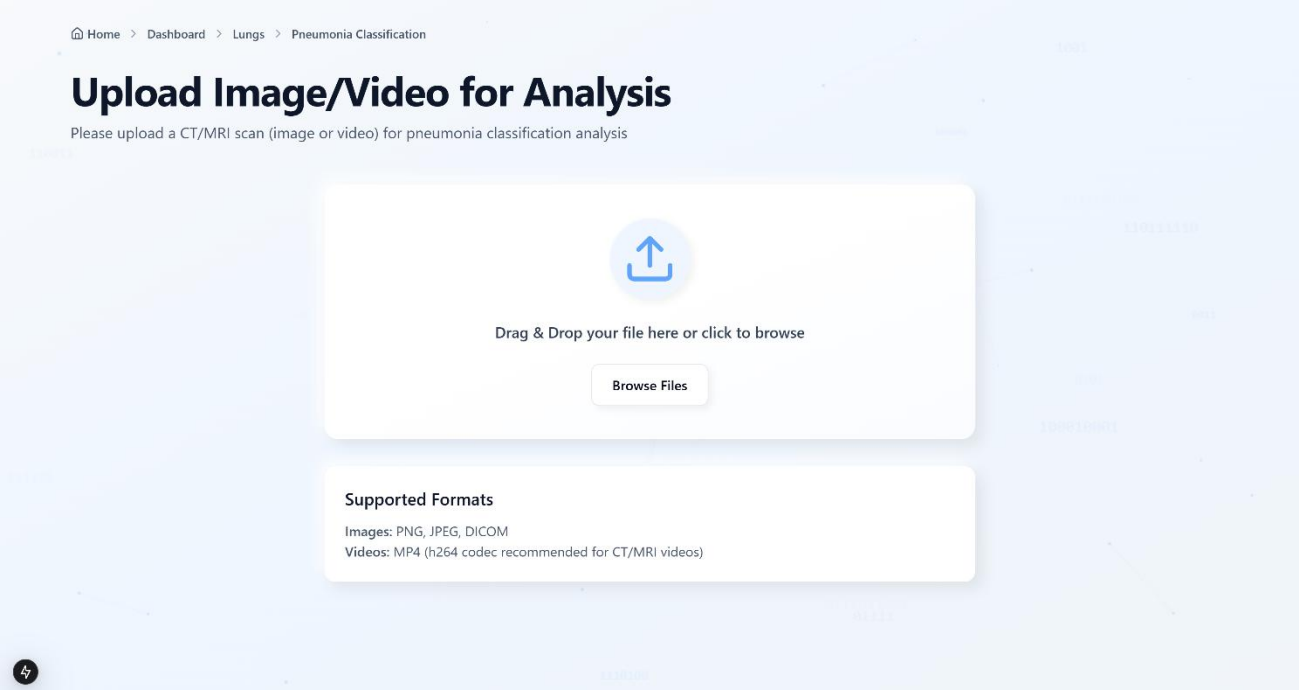 Home > Dashboard > Lungs > Pneumonia Classification
Upload Image/Video for Analysis
Please upload a CT/MRI scan (image or video) for pneumonia classification analysis
Drag & Drop your file here or click to browse
Browse Files
Supported Formats
Images: PNG, JPEG, DICOM
Videos: MP4 (h264 codec recommended for CT/MRI videos)